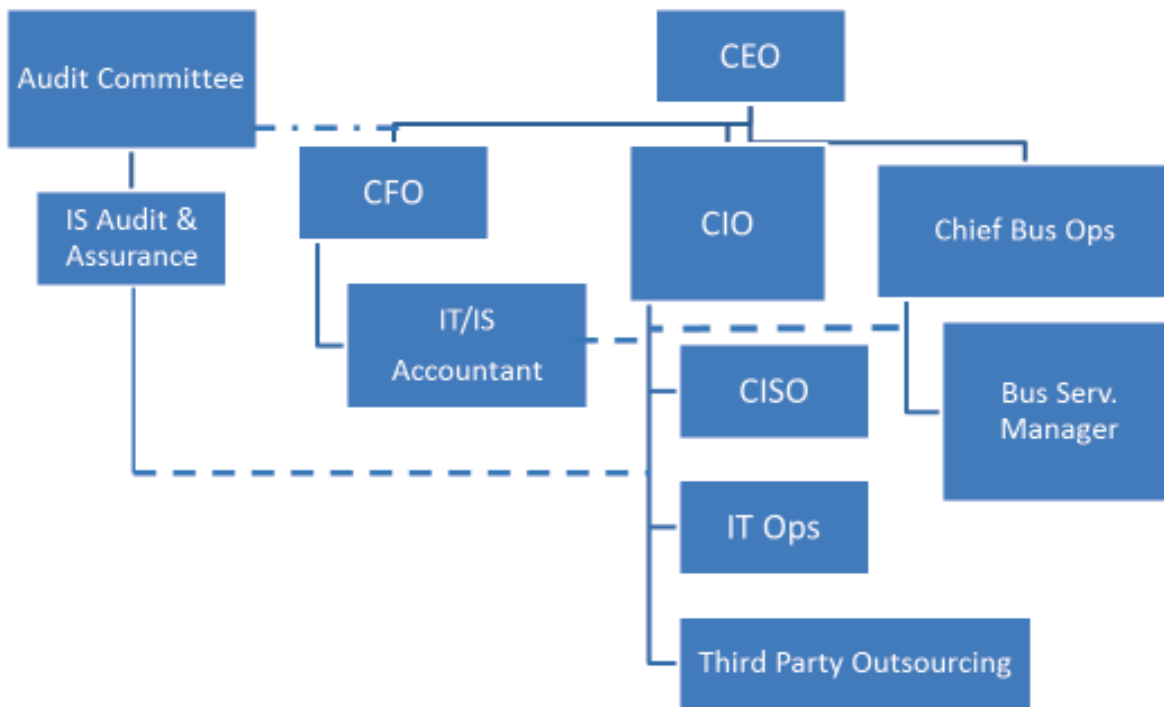 Audit Committee
CEO
IS Audit &
Assurance
CFO
CIO
Chief Bus Ops
IT/IS
Accountant
CISO
Bus Serv.
Manager
IT Ops
Third Party Outsourcing